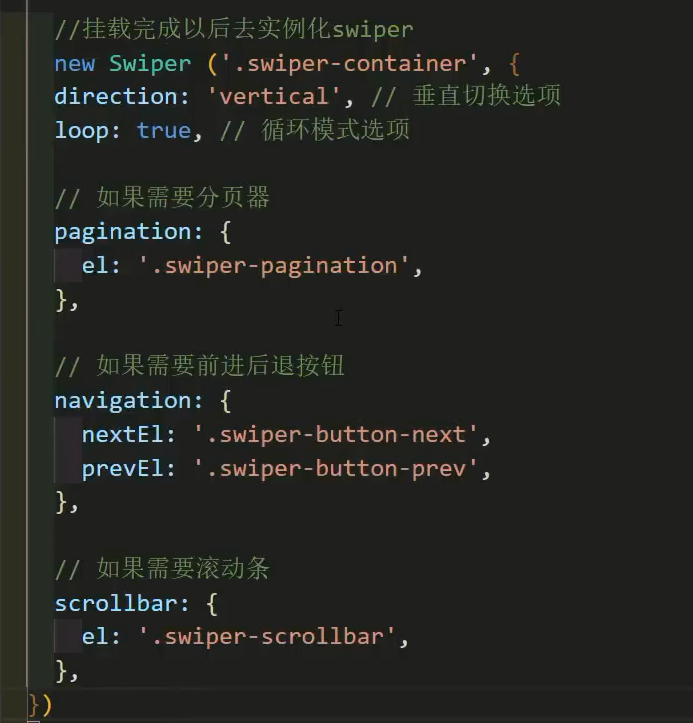 //挂载完成以后去实例化swiper
new Swiper ('.swiper-container', {
direction: 'vertical', // 垂直切换选项
loop: true, // 循环模式选项
// 如果需要分页器
pagination: {
el: '.swiper-pagination',
},
// 如果需要前进后退按钮
navigation: {
nextEl: '.swiper-button-next',
prevEl: '.swiper-button-prev',
},
// 如果需要滚动条
scrollbar: {
el: '.swiper-scrollbar',
},
})